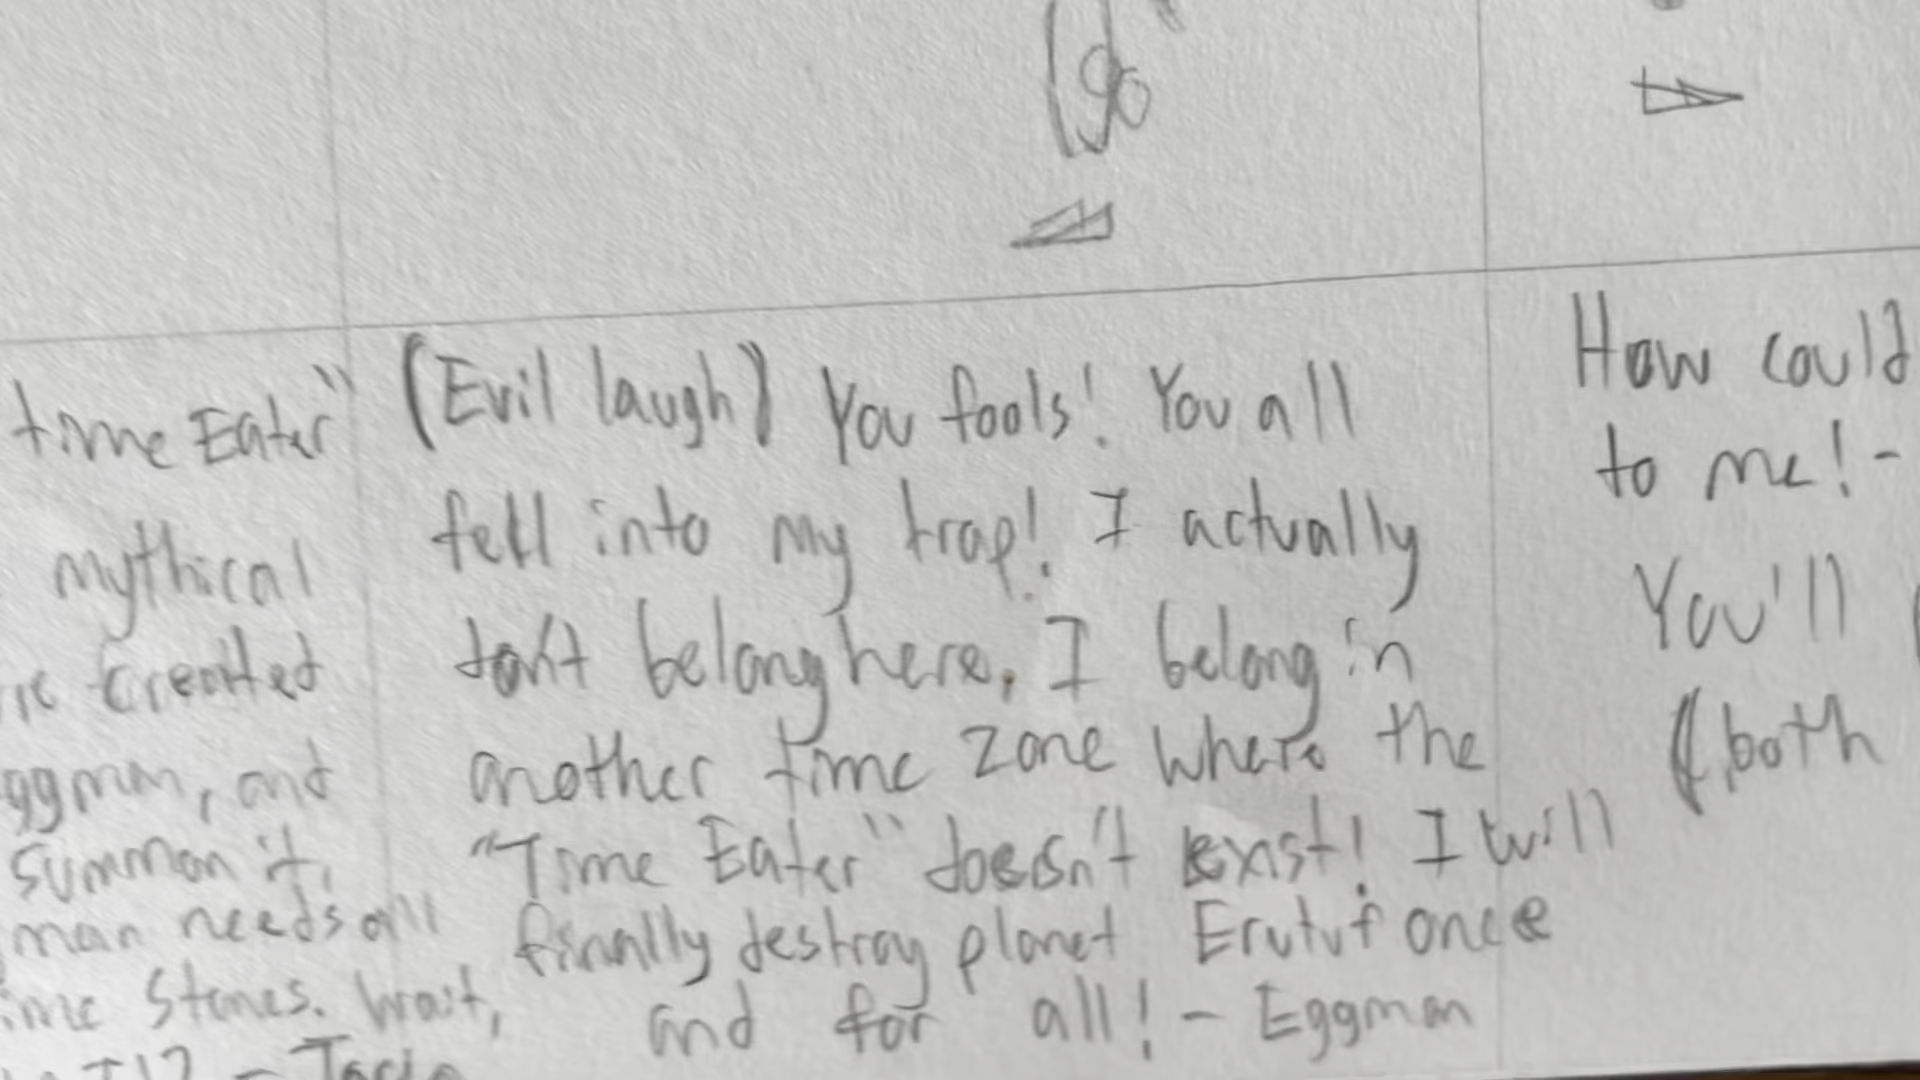 time Eater"
mythical
created
ggman, and
summon it,
man needs all
ime Stones. Wait,
(Evil laugh) You fools! You all
fell into my trap! I actually
don't belong here. I belong in
another time zone where the
"Time Eater" doesn't exist! I will
finally destroy planet Erutuf once
and for all! - Eggman
How could
to me! -
You'll
(both